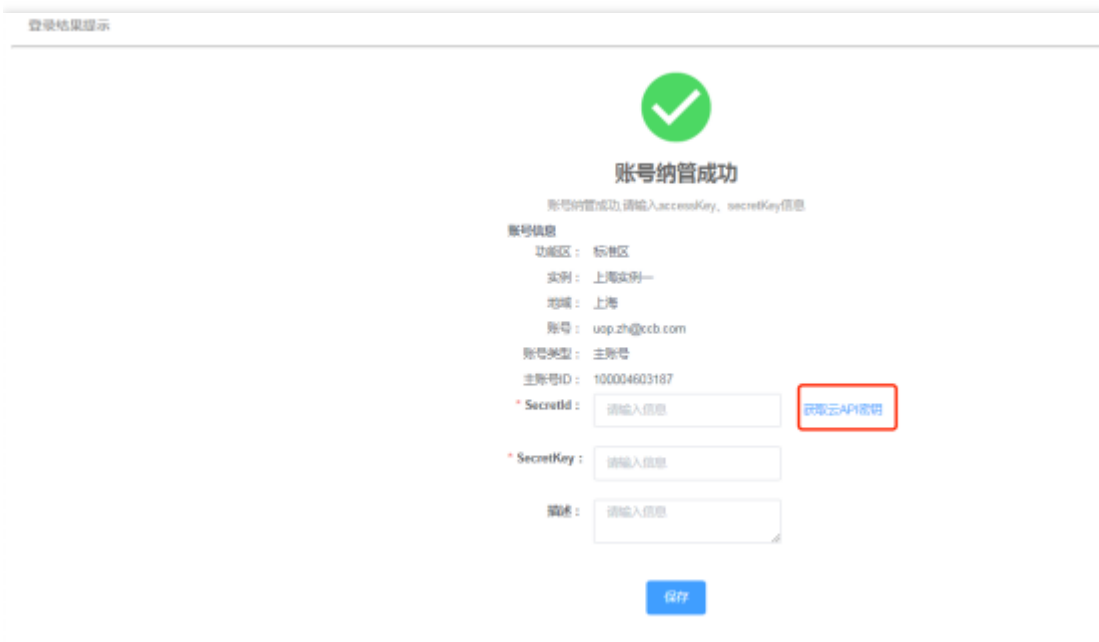 登录结果提示
账号纳管成功
账号纳管成功,请输入accessKey、secretKey信息
账号信息
功能区： 标准区
实例： 上海实例一
地域： 上海
账号： uop.zh@ccb.com
账号类型： 主账号
主账号ID： 100004603187
* SecretId： 请输入信息 获取云API密钥
* SecretKey： 请输入信息
描述： 请输入信息
保存